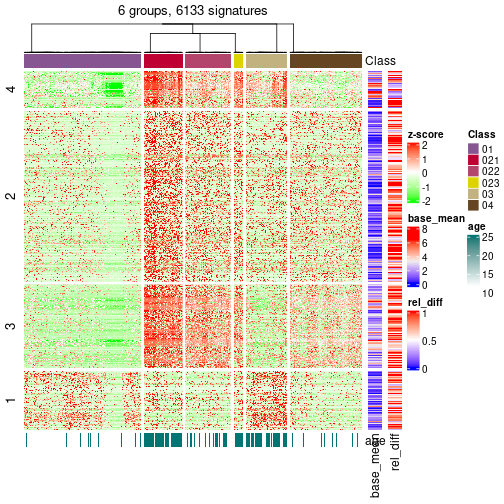 6 groups, 6133 signatures
Class
4
2
3
1
age
base_mean
rel_diff
z-score
2
1
0
-1
-2
base_mean
8
6
4
2
0
rel_diff
1
0.5
0
Class
01
021
022
023
03
04
age
25
20
15
10